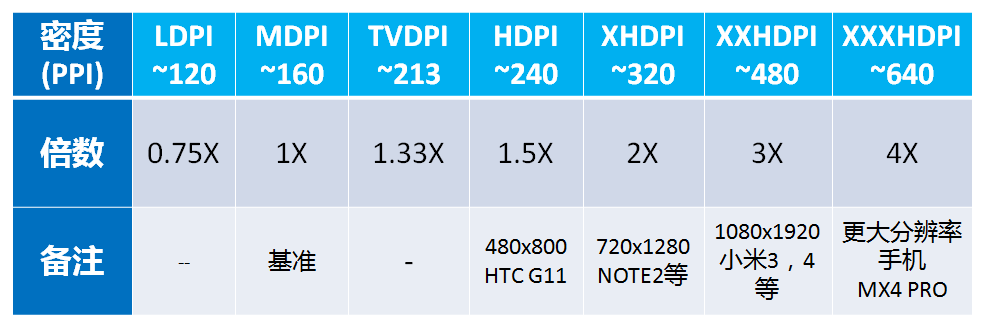 密度 LDPI MDPI TVDPI HDPI XHDPI XXHDPI XXXHDPI
(PPI) ~120 ~160 ~213 ~240 ~320 ~480 ~640
倍数 0.75X 1X 1.33X 1.5X 2X 3X 4X
备注 -- 基准 - 480x800 720x1280 1080x1920 更大分辨率
HTC G11 NOTE2等 小米3，4 手机
等 MX4 PRO